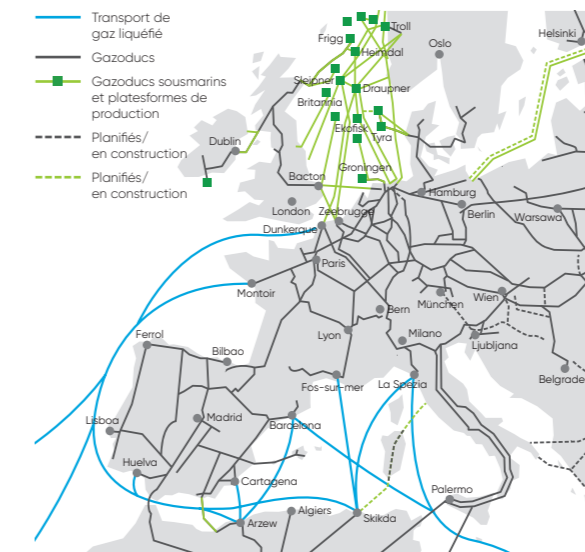 Transport de
gaz liquéfié
Gazoducs
Gazoducs sousmarins
et platesformes de
production
Planifiés/
en construction
Planifiés/
en construction
Troll
Frigg
Oslo
Helsinki
Heimdal
Sleipner
Draupner
Britannia
Ekofisk
Tyra
Dublin
Groningen
Bacton
Hamburg
London
Zeebrugge
Berlin
Warsawa
Dunkerque
Paris
Montoir
Bern
München
Wien
Ferrol
Lyon
Milano
Ljubljana
Bilbao
Fos-sur-mer
La Spezia
Belgrade
Lisboa
Madrid
Barcelona
Huelva
Cartagena
Palermo
Arzew
Algiers
Skikda